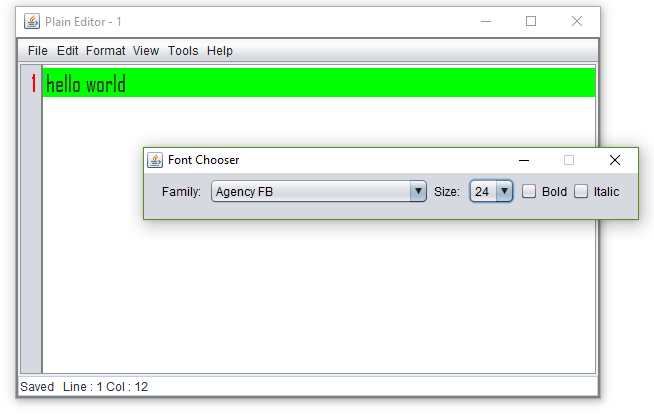 Plain Editor - 1
File Edit Format View Tools Help
1 hello world
Font Chooser
Family: Agency FB Size: 24 Bold Italic
Saved Line : 1 Col : 12